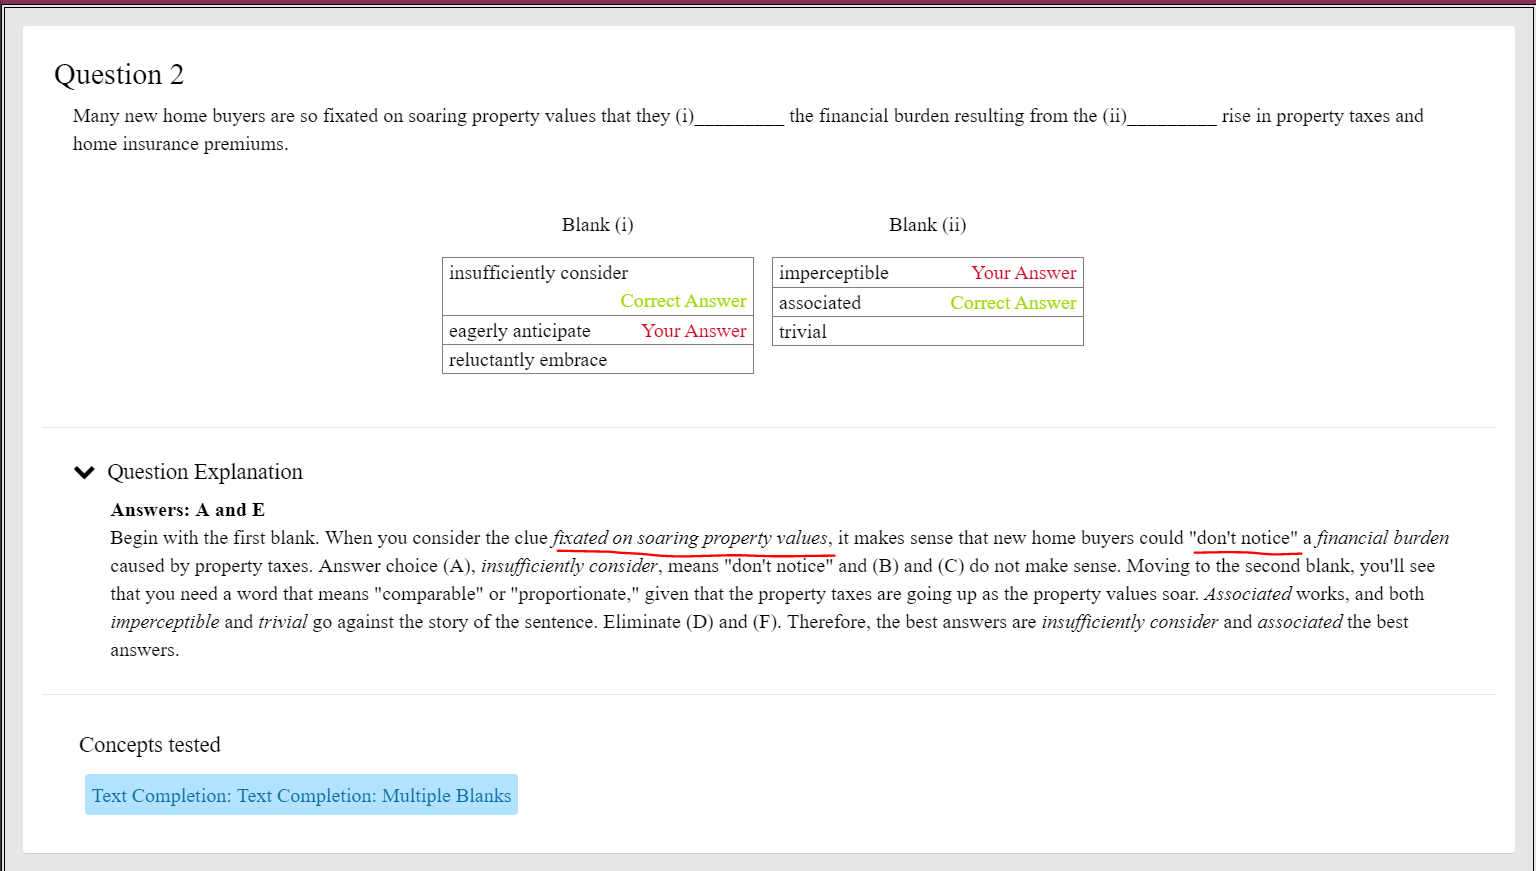 Question 2
Many new home buyers are so fixated on soaring property values that they (i)_________ the financial burden resulting from the (ii)_________ rise in property taxes and
home insurance premiums.
Blank (i)
Blank (ii)
insufficiently consider
Correct Answer
eagerly anticipate Your Answer
reluctantly embrace
imperceptible Your Answer
associated Correct Answer
trivial
Question Explanation
Answers: A and E
Begin with the first blank. When you consider the clue fixated on soaring property values, it makes sense that new home buyers could "don't notice" a financial burden
caused by property taxes. Answer choice (A), insufficiently consider, means "don't notice" and (B) and (C) do not make sense. Moving to the second blank, you'll see
that you need a word that means "comparable" or "proportionate," given that the property taxes are going up as the property values soar. Associated works, and both
imperceptible and trivial go against the story of the sentence. Eliminate (D) and (F). Therefore, the best answers are insufficiently consider and associated the best
answers.
Concepts tested
Text Completion: Text Completion: Multiple Blanks